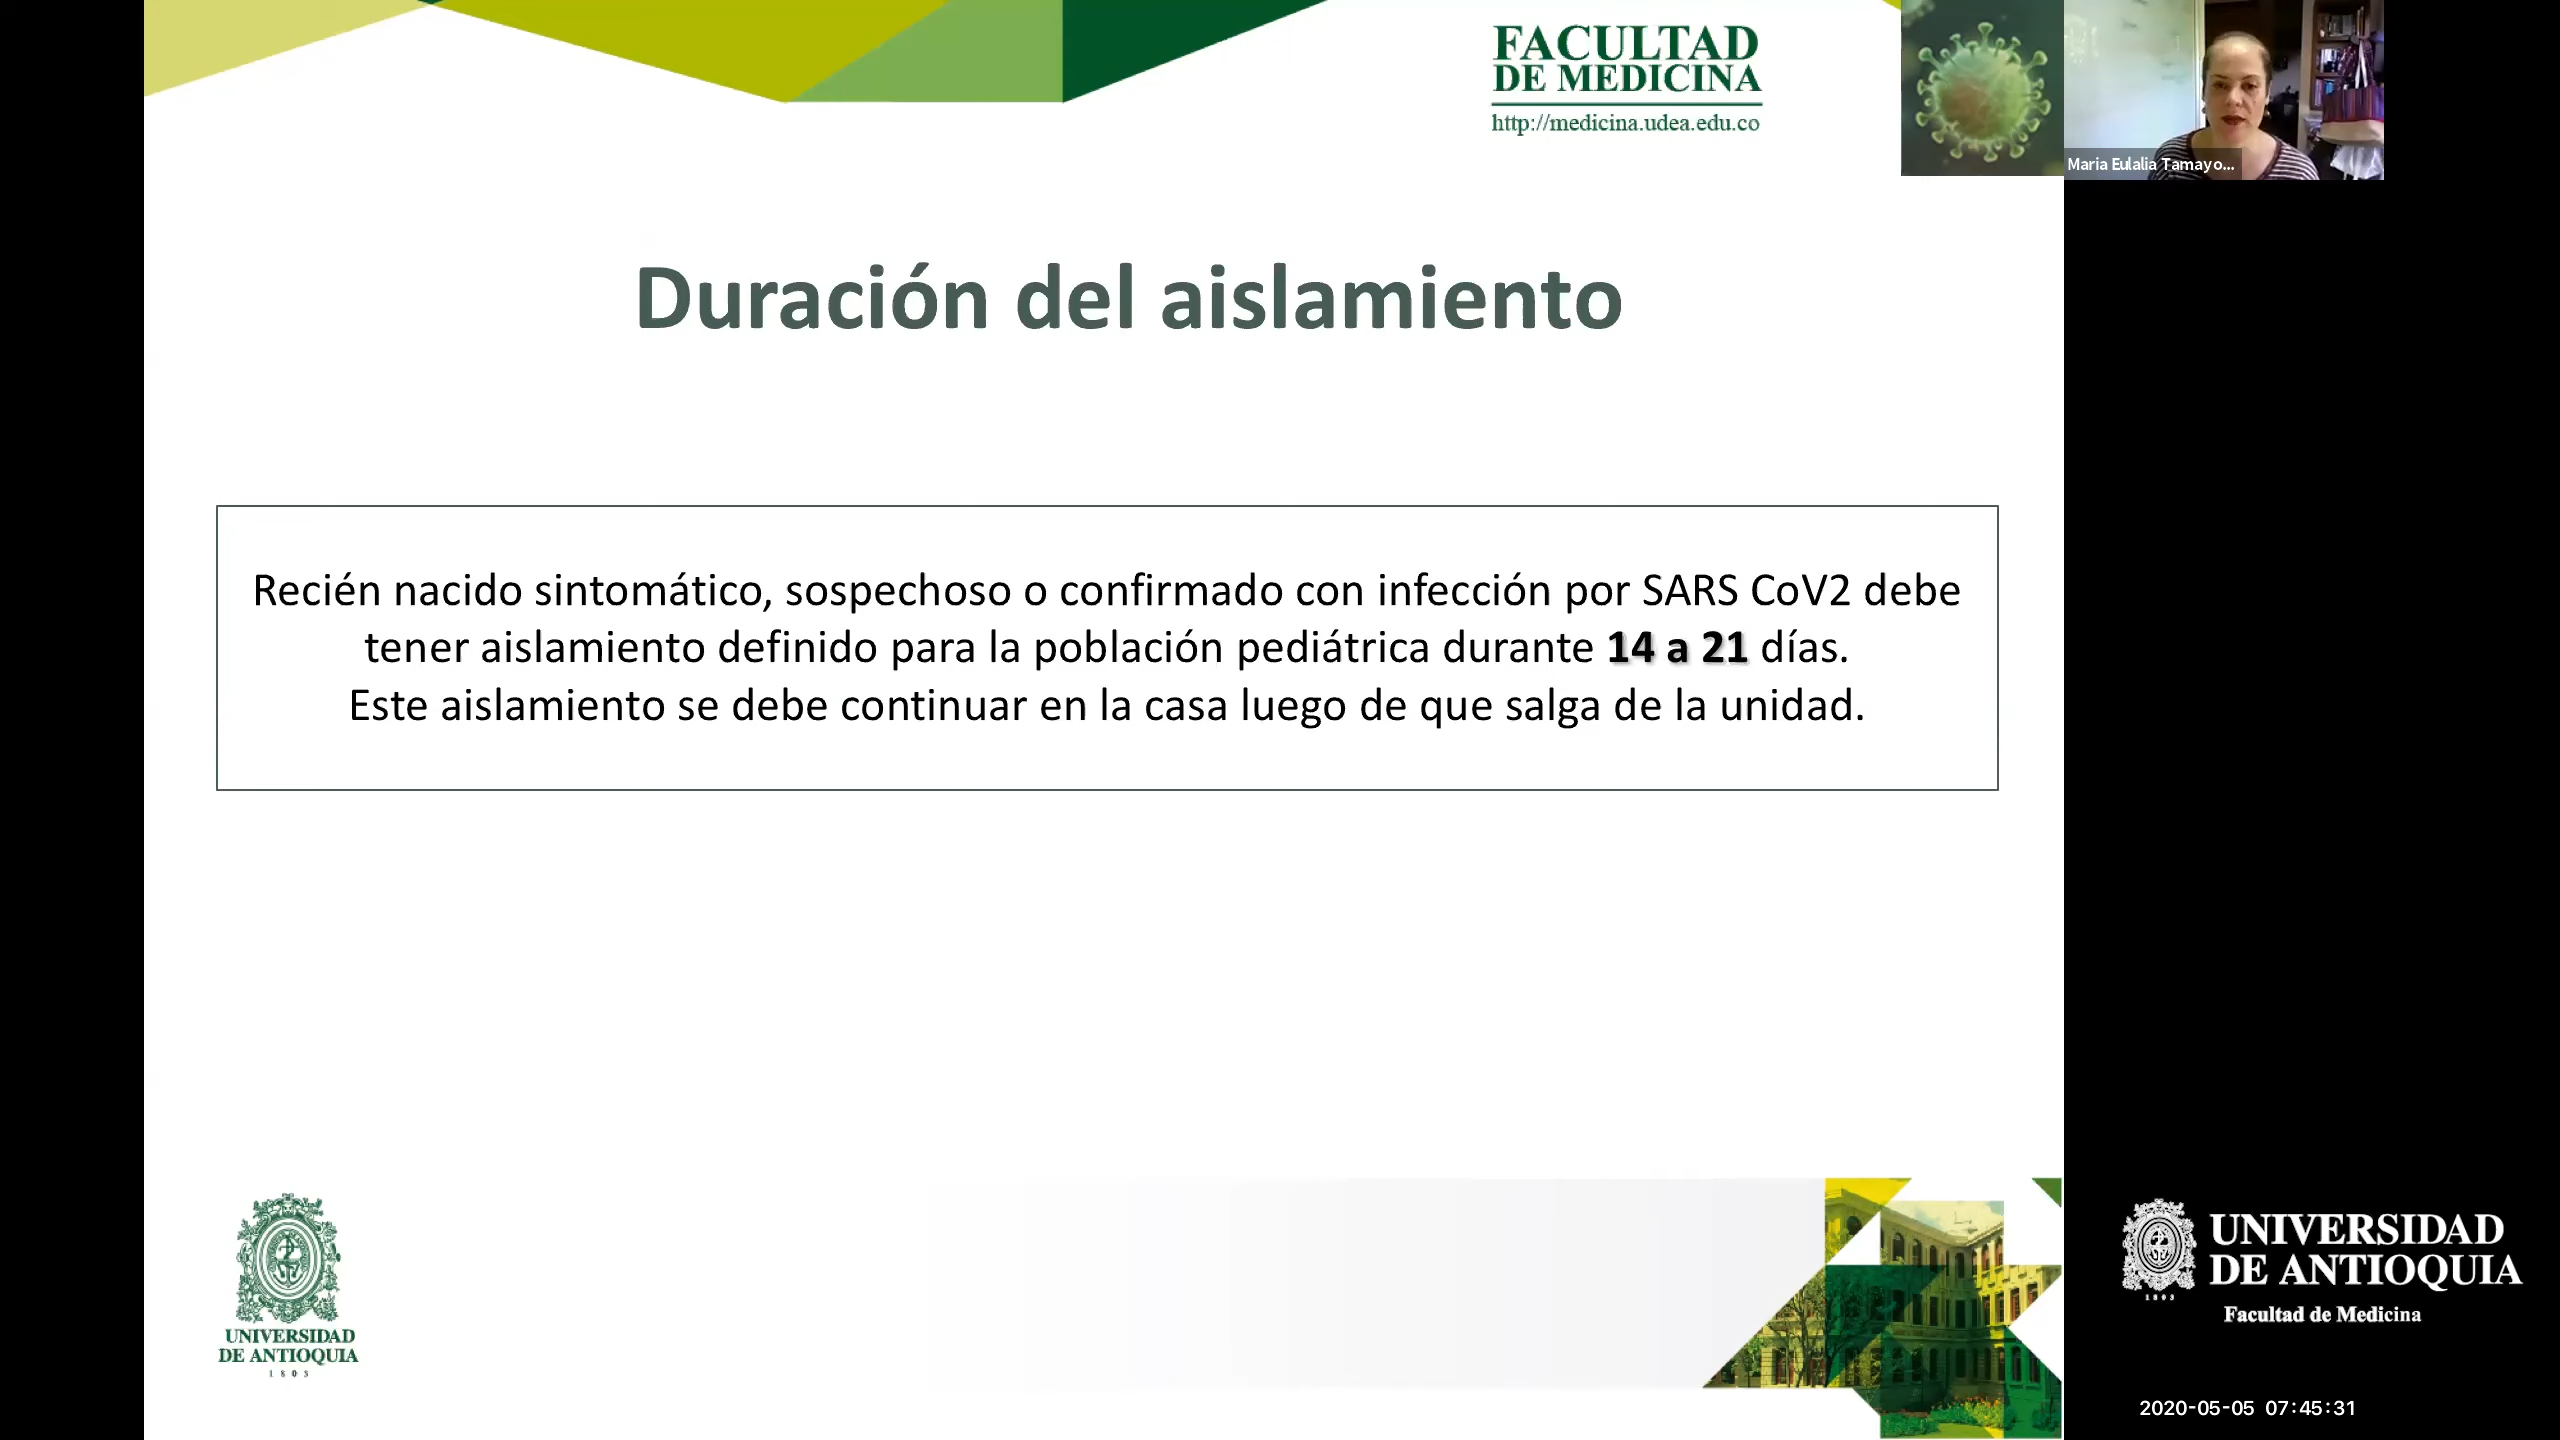 FACULTAD
DE MEDICINA
http://medicina.udea.edu.co
Maria Eulalia Tamayo...
Duración del aislamiento
Recién nacido sintomático, sospechoso o confirmado con infección por SARS CoV2 debe
tener aislamiento definido para la población pediátrica durante 14 a 21 días.
Este aislamiento se debe continuar en la casa luego de que salga de la unidad.
UNIVERSIDAD
DE ANTIOQUIA
1803
1803
UNIVERSIDAD
DE ANTIOQUIA
Facultad de Medicina
2020-05-05 07:45:31